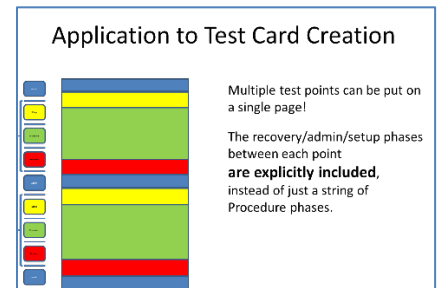 Application to Test Card Creation
Multiple test points can be put on
a single page!
The recovery/admin/setup phases
between each point
are explicitly included,
instead of just a string of
Procedure phases.